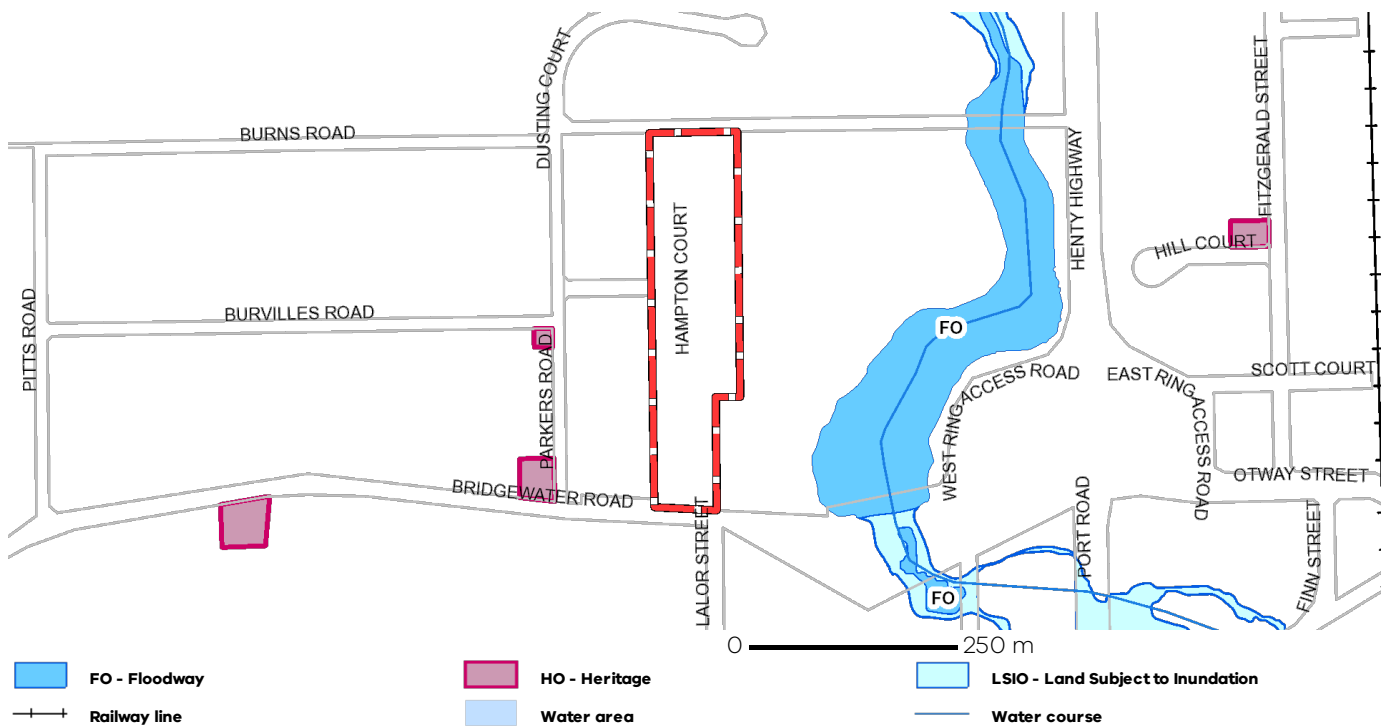 DUSTING COURT
FITZGERALD STREET
BURNS ROAD
HENTY HIGHWAY
HAMPTON COURT
HILL COURT
PITTS ROAD
BURVILLES ROAD
FO
PARKERS ROAD
WEST RING ACCESS ROAD
EAST RING ACCESS ROAD
SCOTT COURT
BRIDGEWATER ROAD
OTWAY STREET
LALOR STREET
PORT ROAD
FINN STREET
FO
0 250 m
FO - Floodway
HO - Heritage
LSIO - Land Subject to Inundation
Railway line
Water area
Water course